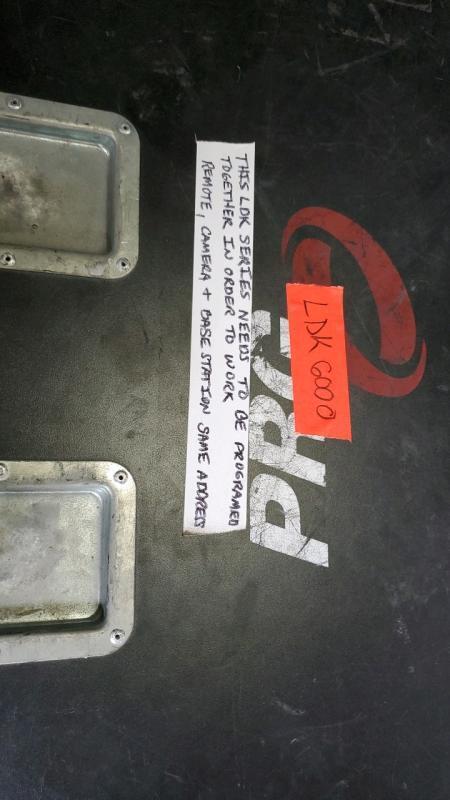 LDK 6000
PRG
THIS LDK SERIES NEEDS TO BE PROGRAMED
TOGETHER IN ORDER TO WORK
REMOTE, CAMERA + BASE STATION SAME ADDRESS